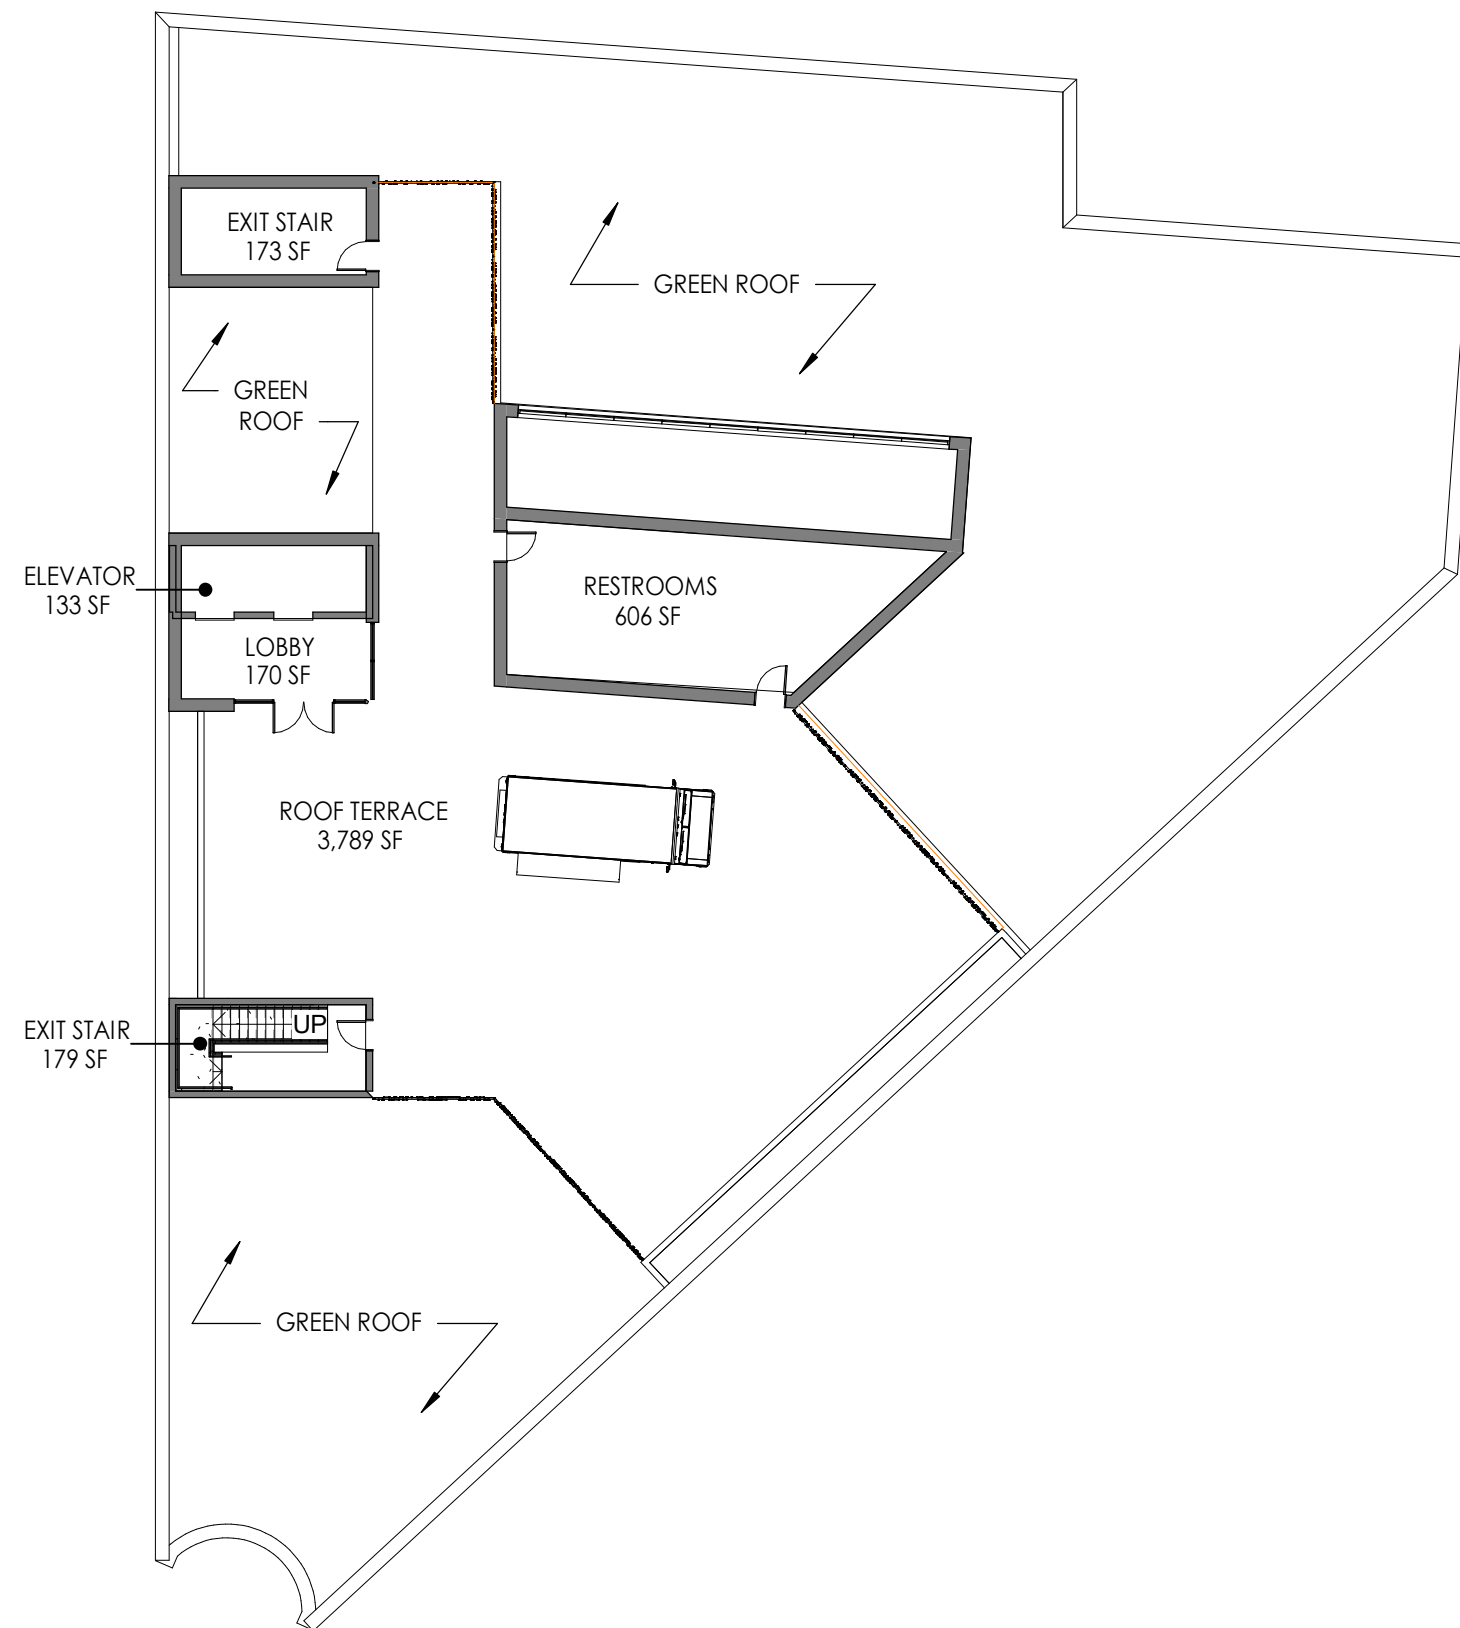 EXIT STAIR
173 SF
GREEN ROOF
GREEN
ROOF
ELEVATOR
133 SF
RESTROOMS
606 SF
LOBBY
170 SF
ROOF TERRACE
3,789 SF
UP
EXIT STAIR
179 SF
GREEN ROOF